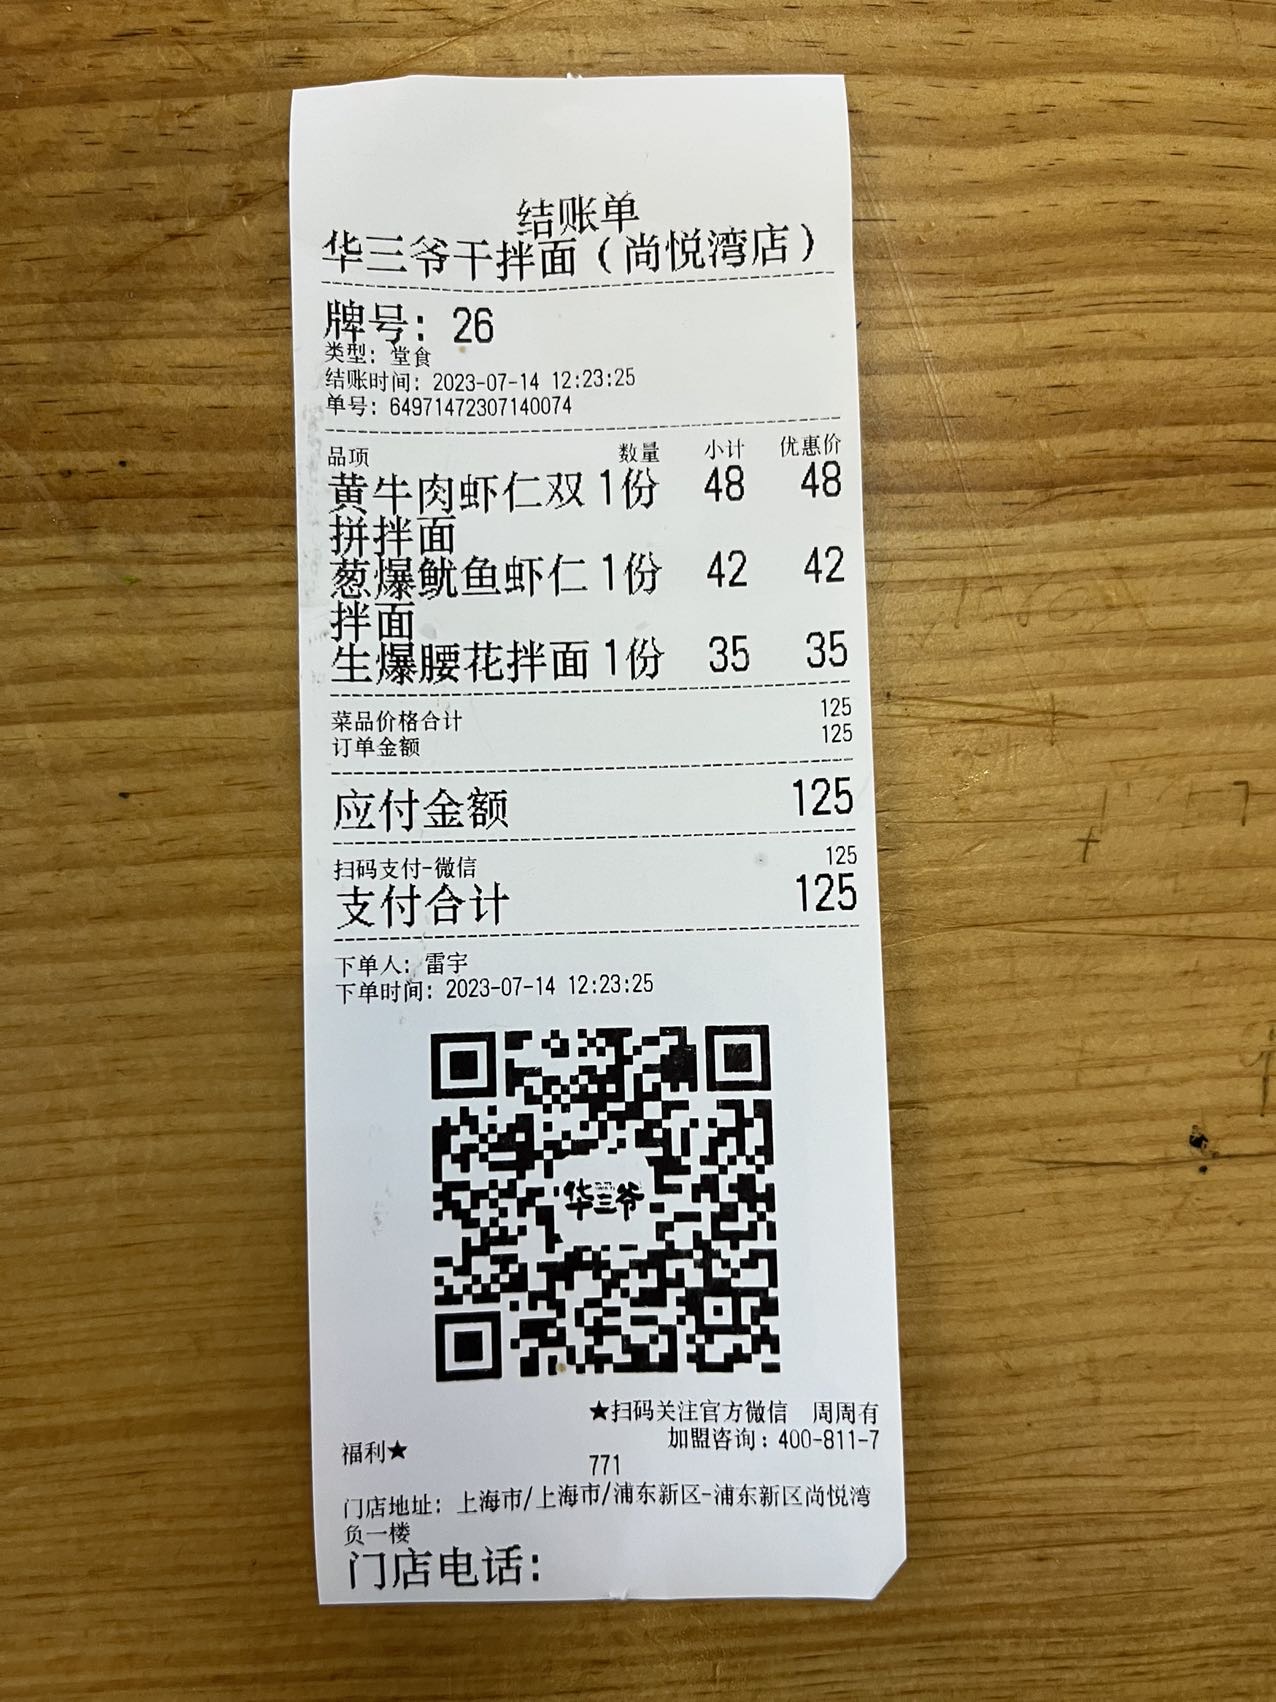 结账单
华三爷干拌面（尚悦湾店）
牌号：26
类型：堂食
结账时间：2023-07-14 12:23:25
单号：64971472307140074
品项 数量 小计 优惠价
黄牛肉虾仁双 1份 48 48
拼拌面
葱爆鱿鱼虾仁 1份 42 42
拌面
生爆腰花拌面 1份 35 35
菜品价格合计 125
订单金额 125
应付金额 125
扫码支付-微信 125
支付合计 125
下单人：雷宇
下单时间：2023-07-14 12:23:25
华三爷
★扫码关注官方微信 周周有
福利★ 加盟咨询：400-811-7
771
门店地址：上海市/上海市/浦东新区-浦东新区尚悦湾
负一楼
门店电话：